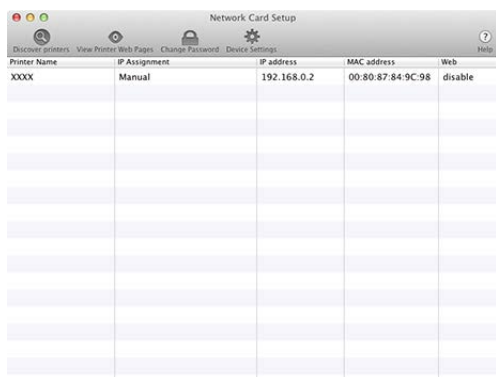 Network Card Setup
Discover printers View Printer Web Pages Change Password Device Settings Help
Printer Name IP Assignment IP address MAC address Web
XXXX Manual 192.168.0.2 00:80:87:84:9C:98 disable